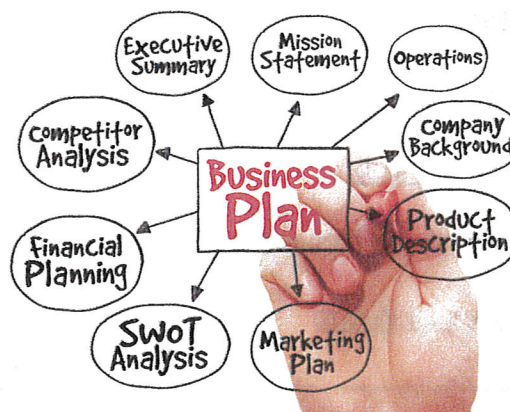 Executive
Summary
Mission
Statement
Operations
Competitor
Analysis
Company
Background
Business
Plan
Product
Description
Financial
Planning
SWOT
Analysis
Marketing
Plan